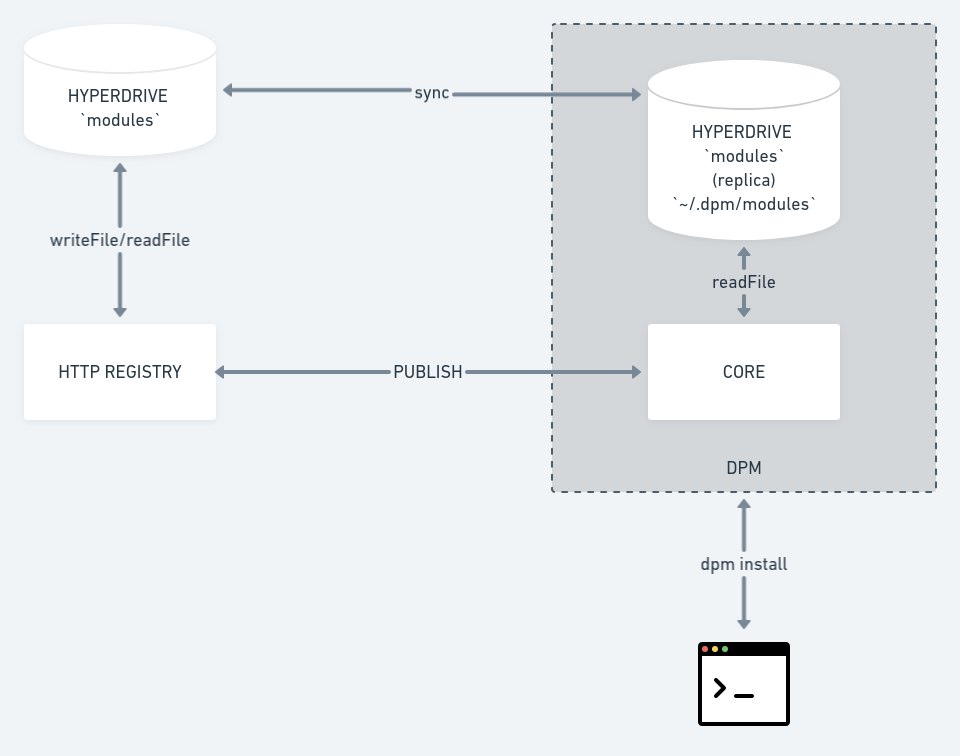 HYPERDRIVE
`modules`
sync
HYPERDRIVE
`modules`
(replica)
`~/.dpm/modules`
writeFile/readFile
readFile
HTTP REGISTRY
PUBLISH
CORE
DPM
dpm install